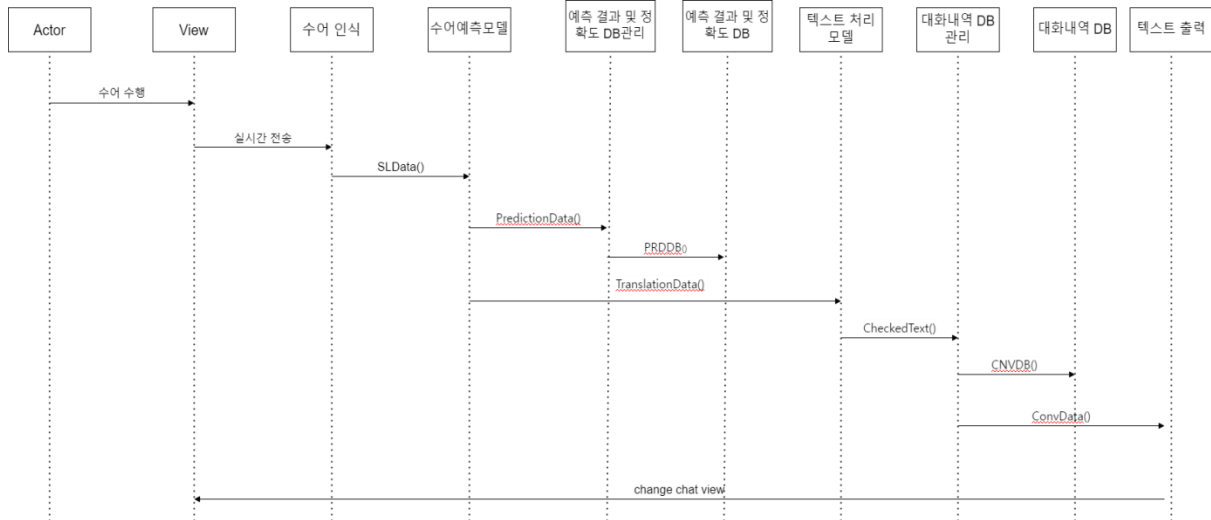 Actor
View
수어 인식
수어예측모델
예측 결과 및 정
확도 DB관리
예측 결과 및 정
확도 DB
텍스트 처리
모델
대화내역 DB
관리
대화내역 DB
텍스트 출력
수어 수행
실시간 전송
SLData()
PredictionData()
PRDDB()
TranslationData()
CheckedText()
CNVDB()
ConvData()
change chat view